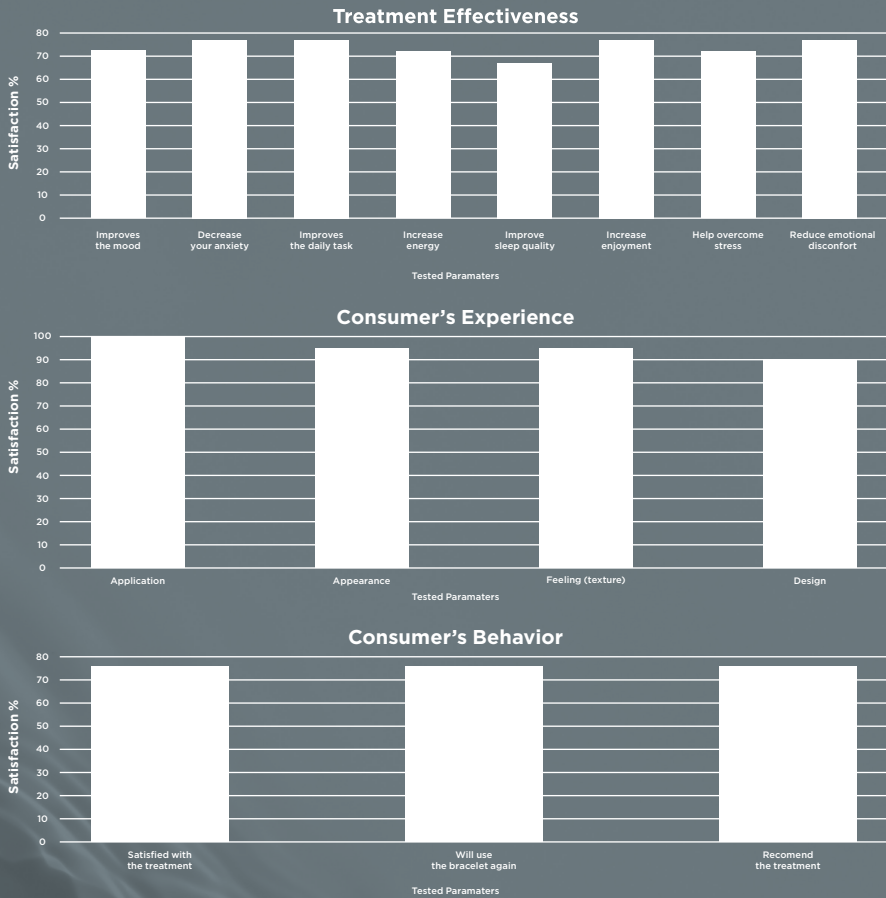 Treatment Effectiveness
Satisfaction %
80
70
60
50
40
30
20
10
0
Improves
the mood
Decrease
your anxiety
Improves
the daily task
Increase
energy
Improve
sleep quality
Increase
enjoyment
Help overcome
stress
Reduce emotional
disconfort
Tested Paramaters
Consumer’s Experience
Satisfaction %
100
90
80
70
60
50
40
30
20
10
0
Application
Appearance
Feeling (texture)
Design
Tested Paramaters
Consumer’s Behavior
Satisfaction %
80
70
60
50
40
30
20
10
0
Satisfied with
the treatment
Will use
the bracelet again
Recomend
the treatment
Tested Paramaters